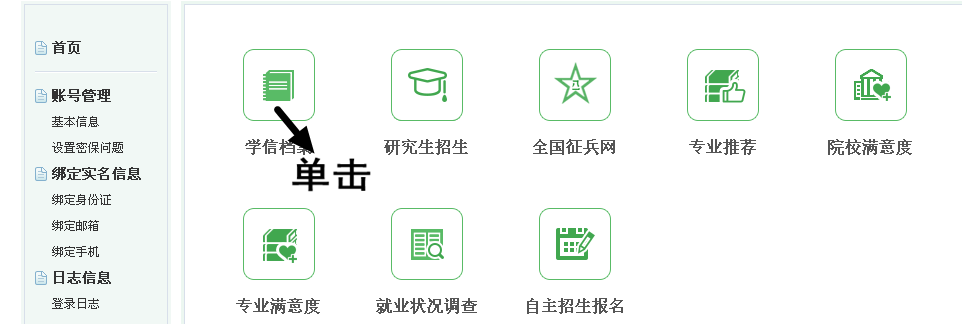 首页
账号管理
基本信息
设置密保问题
绑定实名信息
绑定身份证
绑定邮箱
绑定手机
日志信息
登录日志
学信档案 研究生招生 全国征兵网 专业推荐 院校满意度
单击
专业满意度 就业状况调查 自主招生报名